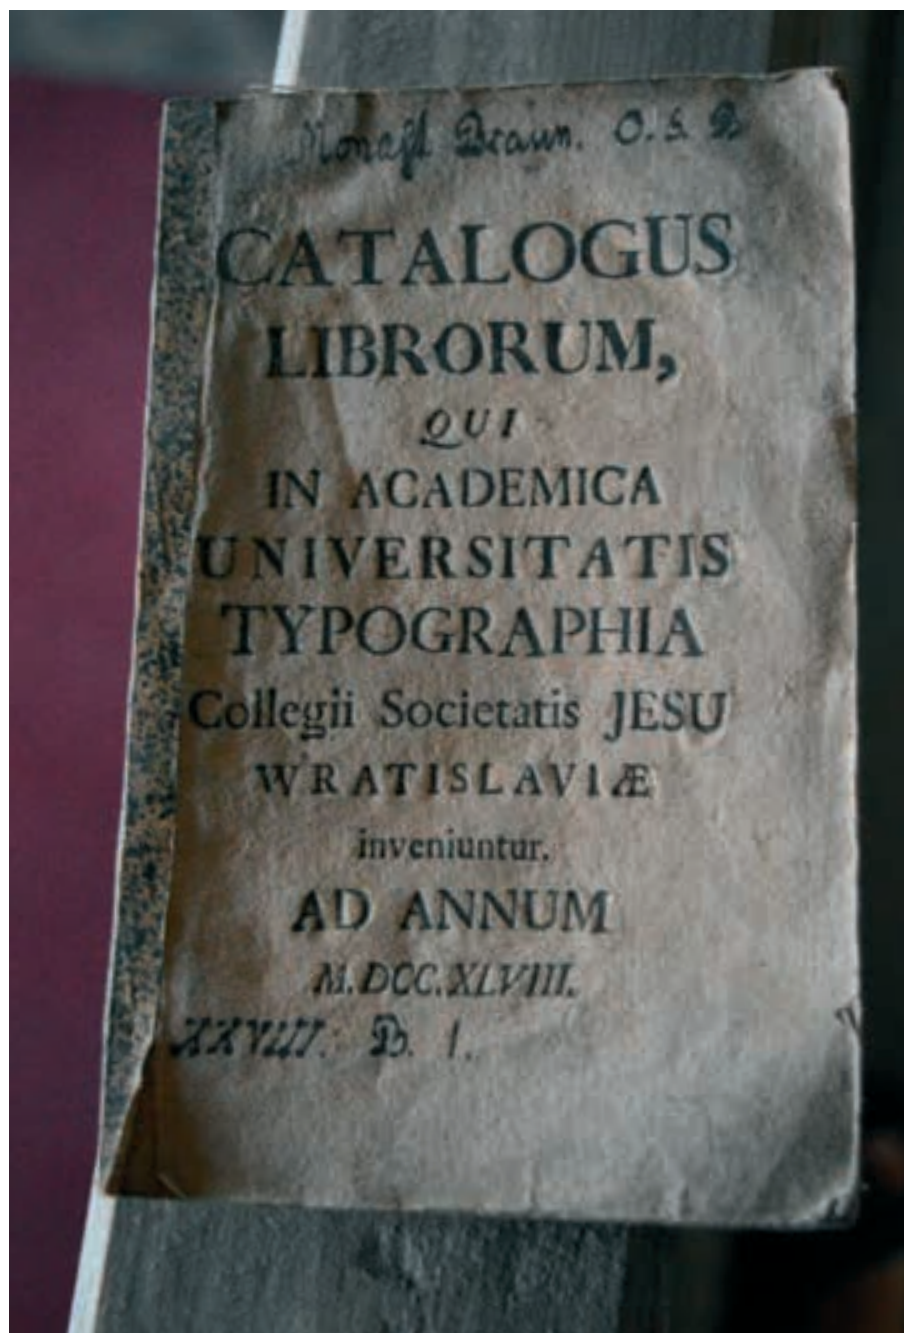 Monast Braun. O. S. B
CATALOGUS
LIBRORUM,
QUI
IN ACADEMICA
UNIVERSITATIS
TYPOGRAPHIA
Collegii Societatis JESU
WRATISLAVIÆ
inveniuntur.
AD ANNUM
M.DCC.XLVIII.
XXVIII: B. 1.